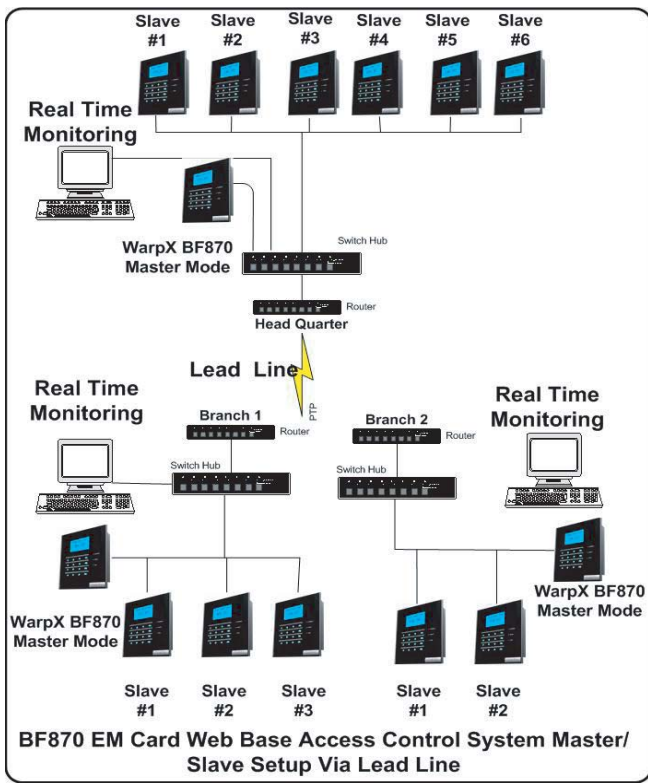 Slave #1
Slave #2
Slave #3
Slave #4
Slave #5
Slave #6
Real Time
Monitoring
WarpX BF870
Master Mode
Switch Hub
Router
Head Quarter
Lead Line
PTP
Real Time
Monitoring
Branch 1
Router
Switch Hub
WarpX BF870
Master Mode
Slave #1
Slave #2
Slave #3
Branch 2
Router
Switch Hub
Real Time
Monitoring
WarpX BF870
Master Mode
Slave #1
Slave #2
BF870 EM Card Web Base Access Control System Master/
Slave Setup Via Lead Line